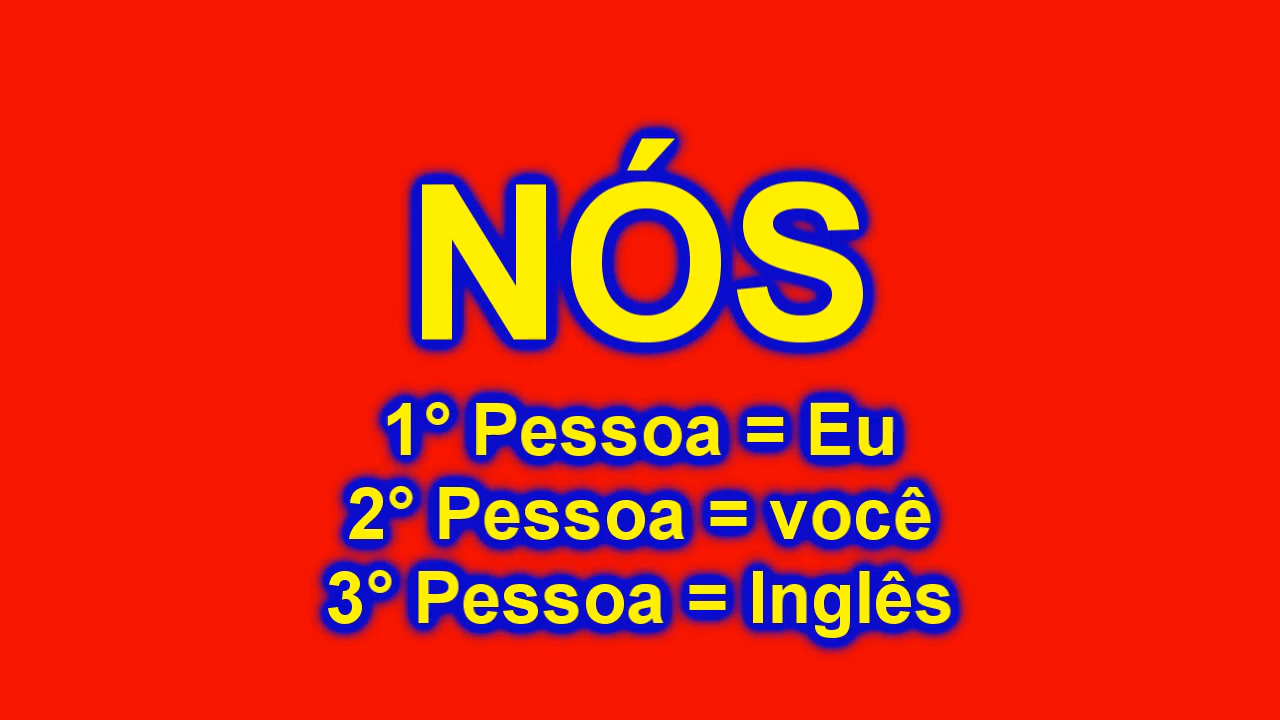 NÓS
1° Pessoa = Eu
2° Pessoa = você
3° Pessoa = Inglês